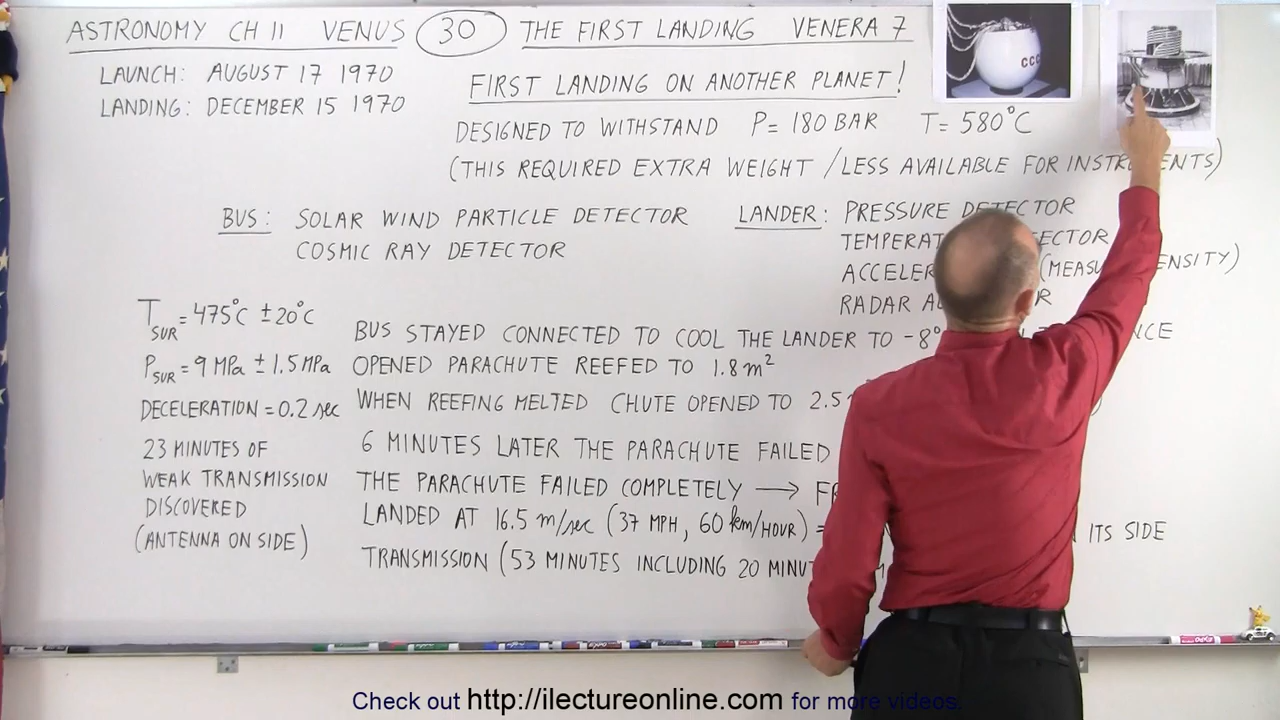 ASTRONOMY CH 11 VENUS 30 THE FIRST LANDING VENERA 7
LAUNCH: AUGUST 17 1970
LANDING: DECEMBER 15 1970
FIRST LANDING ON ANOTHER PLANET!
DESIGNED TO WITHSTAND P= 180 BAR T= 580°C
(THIS REQUIRED EXTRA WEIGHT / LESS AVAILABLE FOR INSTRUMENTS)
BUS: SOLAR WIND PARTICLE DETECTOR
COSMIC RAY DETECTOR
LANDER: PRESSURE DETECTOR
(MEASU
RADAR
T SUR = 475°C ± 20°C
P SUR = 9 MPa ± 1.5 MPa
DECELERATION = 0.2 sec
23 MINUTES OF
WEAK TRANSMISSION
DISCOVERED
(ANTENNA ON SIDE)
BUS STAYED CONNECTED TO COOL THE LANDER TO -8°
OPENED PARACHUTE REEFED TO 1.8 m²
WHEN REEFING MELTED CHUTE OPENED TO 2.5
6 MINUTES LATER THE PARACHUTE FAILED
THE PARACHUTE FAILED COMPLETELY →
LANDED AT 16.5 m/sec (37 MPH, 60 km/HOUR) = ITS SIDE
TRANSMISSION (53 MINUTES INCLUDING 20
Check out http://ilectureonline.com for more videos.